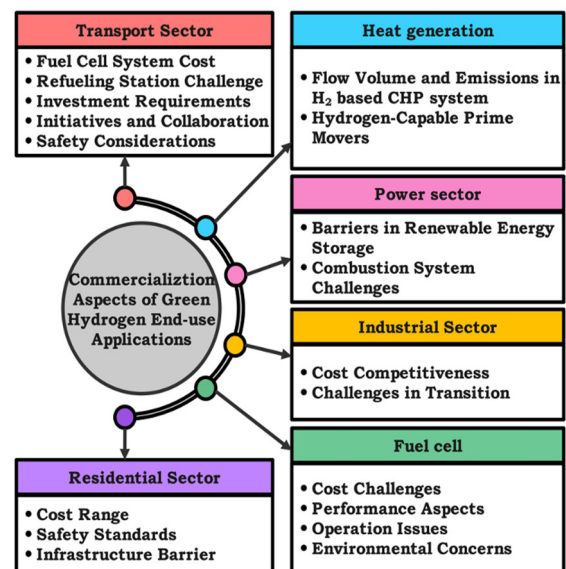 Transport Sector
• Fuel Cell System Cost
• Refueling Station Challenge
• Investment Requirements
• Initiatives and Collaboration
• Safety Considerations
Heat generation
• Flow Volume and Emissions in
H₂ based CHP system
• Hydrogen-Capable Prime
Movers
Power sector
• Barriers in Renewable Energy
Storage
• Combustion System
Challenges
Commercializtion
Aspects of Green
Hydrogen End-use
Applications
Industrial Sector
• Cost Competitiveness
• Challenges in Transition
Fuel cell
• Cost Challenges
• Performance Aspects
• Operation Issues
• Environmental Concerns
Residential Sector
• Cost Range
• Safety Standards
• Infrastructure Barrier